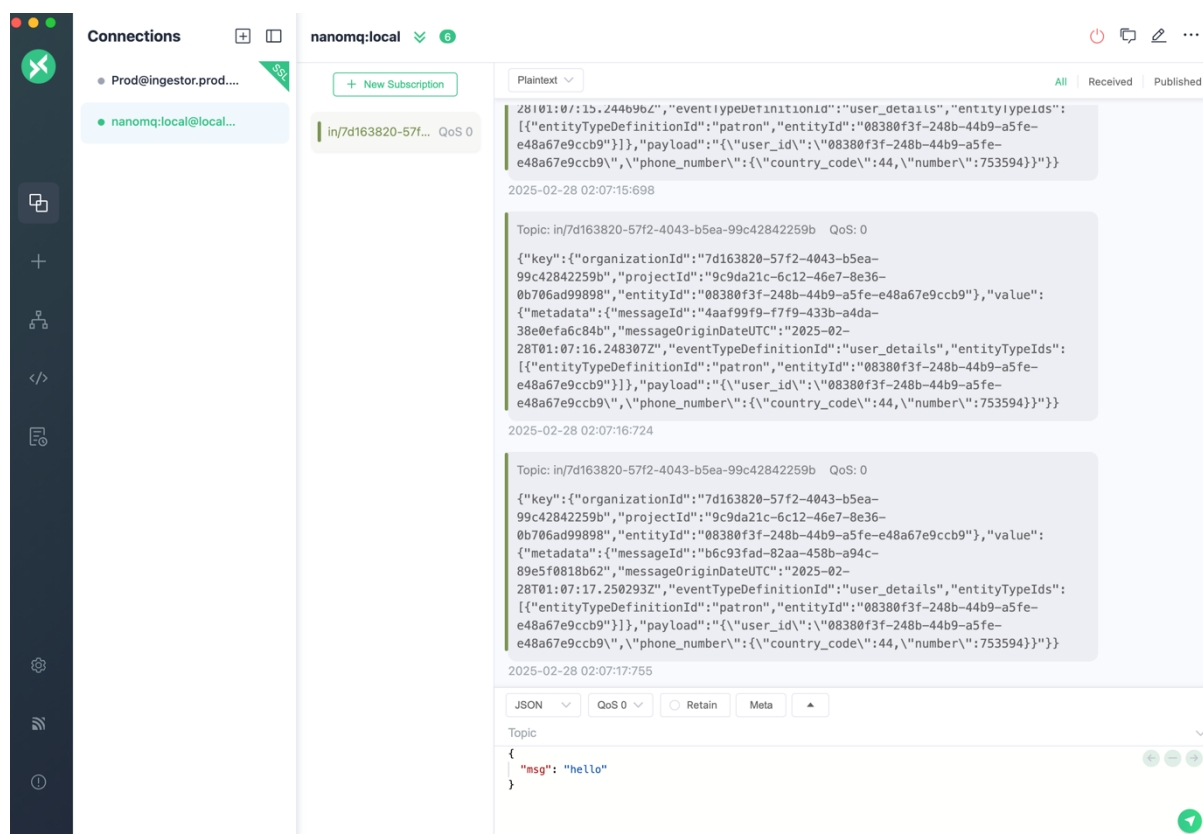 Connections
Prod@ingestor.prod....
SSL
nanomq:local@local...
nanomq:local
6
+ New Subscription
in/7d163820-57f... QoS 0
Plaintext
All Received Published
28T01:07:15.244696Z","eventTypeDefinitionId":"user_details","entityTypeIds":
[{"entityTypeDefinitionId":"patron","entityId":"08380f3f-248b-44b9-a5fe-
e48a67e9ccb9"}]},"payload":"{\"user_id\":\"08380f3f-248b-44b9-a5fe-
e48a67e9ccb9\",\"phone_number\":{\"country_code\":44,\"number\":753594}}"}}
2025-02-28 02:07:15:698
Topic: in/7d163820-57f2-4043-b5ea-99c42842259b QoS: 0
{"key":{"organizationId":"7d163820-57f2-4043-b5ea-
99c42842259b","projectId":"9c9da21c-6c12-46e7-8e36-
0b706ad99898","entityId":"08380f3f-248b-44b9-a5fe-e48a67e9ccb9"},"value":
{"metadata":{"messageId":"4aaf99f9-f7f9-433b-a4da-
38e0efa6c84b","messageOriginDateUTC":"2025-02-
28T01:07:16.248307Z","eventTypeDefinitionId":"user_details","entityTypeIds":
[{"entityTypeDefinitionId":"patron","entityId":"08380f3f-248b-44b9-a5fe-
e48a67e9ccb9"}]},"payload":"{\"user_id\":\"08380f3f-248b-44b9-a5fe-
e48a67e9ccb9\",\"phone_number\":{\"country_code\":44,\"number\":753594}}"}}
2025-02-28 02:07:16:724
Topic: in/7d163820-57f2-4043-b5ea-99c42842259b QoS: 0
{"key":{"organizationId":"7d163820-57f2-4043-b5ea-
99c42842259b","projectId":"9c9da21c-6c12-46e7-8e36-
0b706ad99898","entityId":"08380f3f-248b-44b9-a5fe-e48a67e9ccb9"},"value":
{"metadata":{"messageId":"b6c93fad-82aa-458b-a94c-
89e5f0818b62","messageOriginDateUTC":"2025-02-
28T01:07:17.250293Z","eventTypeDefinitionId":"user_details","entityTypeIds":
[{"entityTypeDefinitionId":"patron","entityId":"08380f3f-248b-44b9-a5fe-
e48a67e9ccb9"}]},"payload":"{\"user_id\":\"08380f3f-248b-44b9-a5fe-
e48a67e9ccb9\",\"phone_number\":{\"country_code\":44,\"number\":753594}}"}}
2025-02-28 02:07:17:755
JSON QoS 0 Retain Meta
Topic
{
"msg": "hello"
}